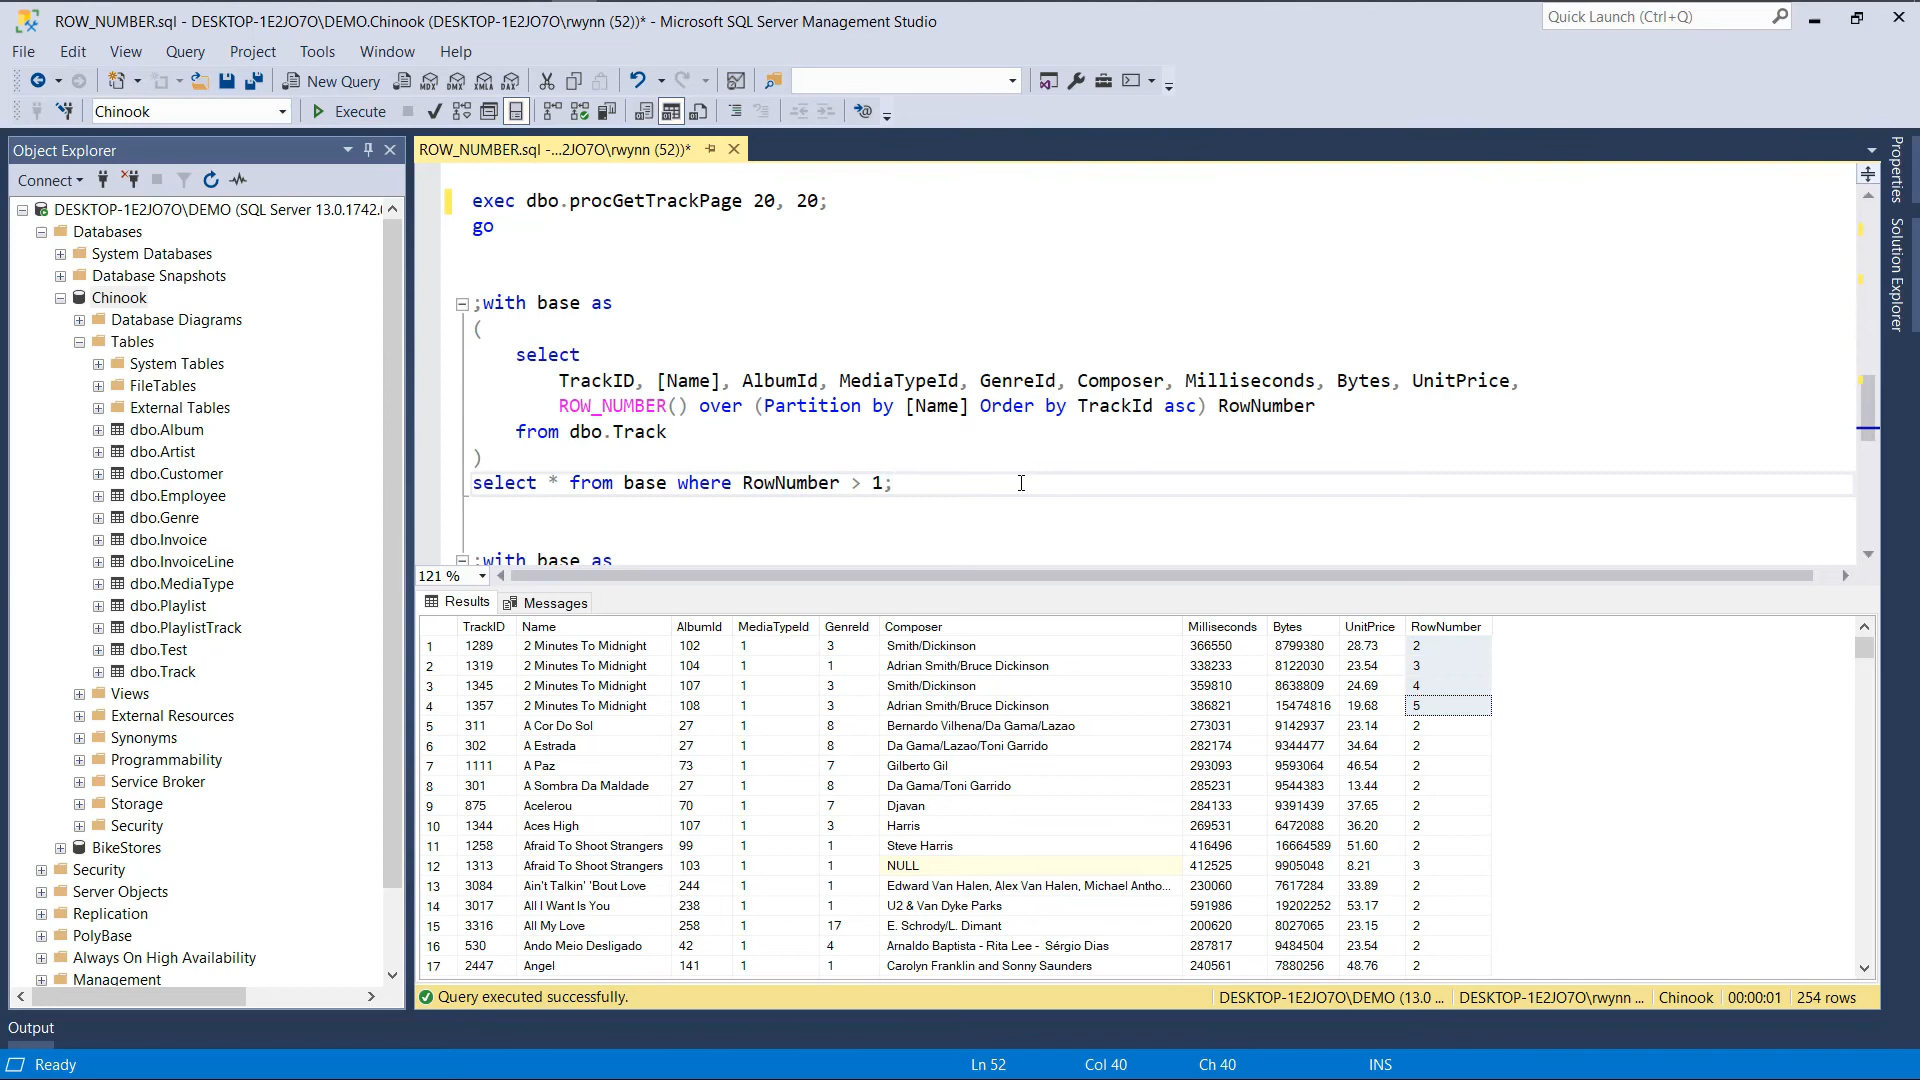 ROW_NUMBER.sql - DESKTOP-1E2JO7O\DEMO.Chinook (DESKTOP-1E2JO7O\rwynn (52))* - Microsoft SQL Server Management Studio
Quick Launch (Ctrl+Q)
File Edit View Query Project Tools Window Help
New Query MDX DMX XMLA DAX
Chinook Execute
Object Explorer
Connect
DESKTOP-1E2JO7O\DEMO (SQL Server 13.0.1742.
Databases
System Databases
Database Snapshots
Chinook
Database Diagrams
Tables
System Tables
FileTables
External Tables
dbo.Album
dbo.Artist
dbo.Customer
dbo.Employee
dbo.Genre
dbo.Invoice
dbo.InvoiceLine
dbo.MediaType
dbo.Playlist
dbo.PlaylistTrack
dbo.Test
dbo.Track
Views
External Resources
Synonyms
Programmability
Service Broker
Storage
Security
BikeStores
Security
Server Objects
Replication
PolyBase
Always On High Availability
Management
ROW_NUMBER.sql -...2JO7O\rwynn (52))*
exec dbo.procGetTrackPage 20, 20;
go
;with base as
(
select
TrackID, [Name], AlbumId, MediaTypeId, GenreId, Composer, Milliseconds, Bytes, UnitPrice,
ROW_NUMBER() over (Partition by [Name] Order by TrackId asc) RowNumber
from dbo.Track
)
select * from base where RowNumber > 1;
;with base as
121 %
Results Messages
TrackID Name AlbumId MediaTypeId GenreId Composer Milliseconds Bytes UnitPrice RowNumber
1 1289 2 Minutes To Midnight 102 1 3 Smith/Dickinson 366550 8799380 28.73 2
2 1319 2 Minutes To Midnight 104 1 1 Adrian Smith/Bruce Dickinson 338233 8122030 23.54 3
3 1345 2 Minutes To Midnight 107 1 3 Smith/Dickinson 359810 8638809 24.69 4
4 1357 2 Minutes To Midnight 108 1 3 Adrian Smith/Bruce Dickinson 386821 15474816 19.68 5
5 311 A Cor Do Sol 27 1 8 Bernardo Vilhena/Da Gama/Lazao 273031 9142937 23.14 2
6 302 A Estrada 27 1 8 Da Gama/Lazao/Toni Garrido 282174 9344477 34.64 2
7 1111 A Paz 73 1 7 Gilberto Gil 293093 9593064 46.54 2
8 301 A Sombra Da Maldade 27 1 8 Da Gama/Toni Garrido 285231 9544383 13.44 2
9 875 Acelerou 70 1 7 Djavan 284133 9391439 37.65 2
10 1344 Aces High 107 1 3 Harris 269531 6472088 36.20 2
11 1258 Afraid To Shoot Strangers 99 1 1 Steve Harris 416496 16664589 51.60 2
12 1313 Afraid To Shoot Strangers 103 1 1 NULL 412525 9905048 8.21 3
13 3084 Ain't Talkin' 'Bout Love 244 1 1 Edward Van Halen, Alex Van Halen, Michael Antho... 230060 7617284 33.89 2
14 3017 All I Want Is You 238 1 1 U2 & Van Dyke Parks 591986 19202252 53.17 2
15 3316 All My Love 258 1 17 E. Schrody/L. Dimant 200620 8027065 23.15 2
16 530 Ando Meio Desligado 42 1 4 Arnaldo Baptista - Rita Lee - Sérgio Dias 287817 9484504 23.54 2
17 2447 Angel 141 1 1 Carolyn Franklin and Sonny Saunders 240561 7880256 48.76 2
Query executed successfully. DESKTOP-1E2JO7O\DEMO (13.0 ... DESKTOP-1E2JO7O\rwynn ... Chinook 00:00:01 254 rows
Properties
Solution Explorer
Output
Ready Ln 52 Col 40 Ch 40 INS